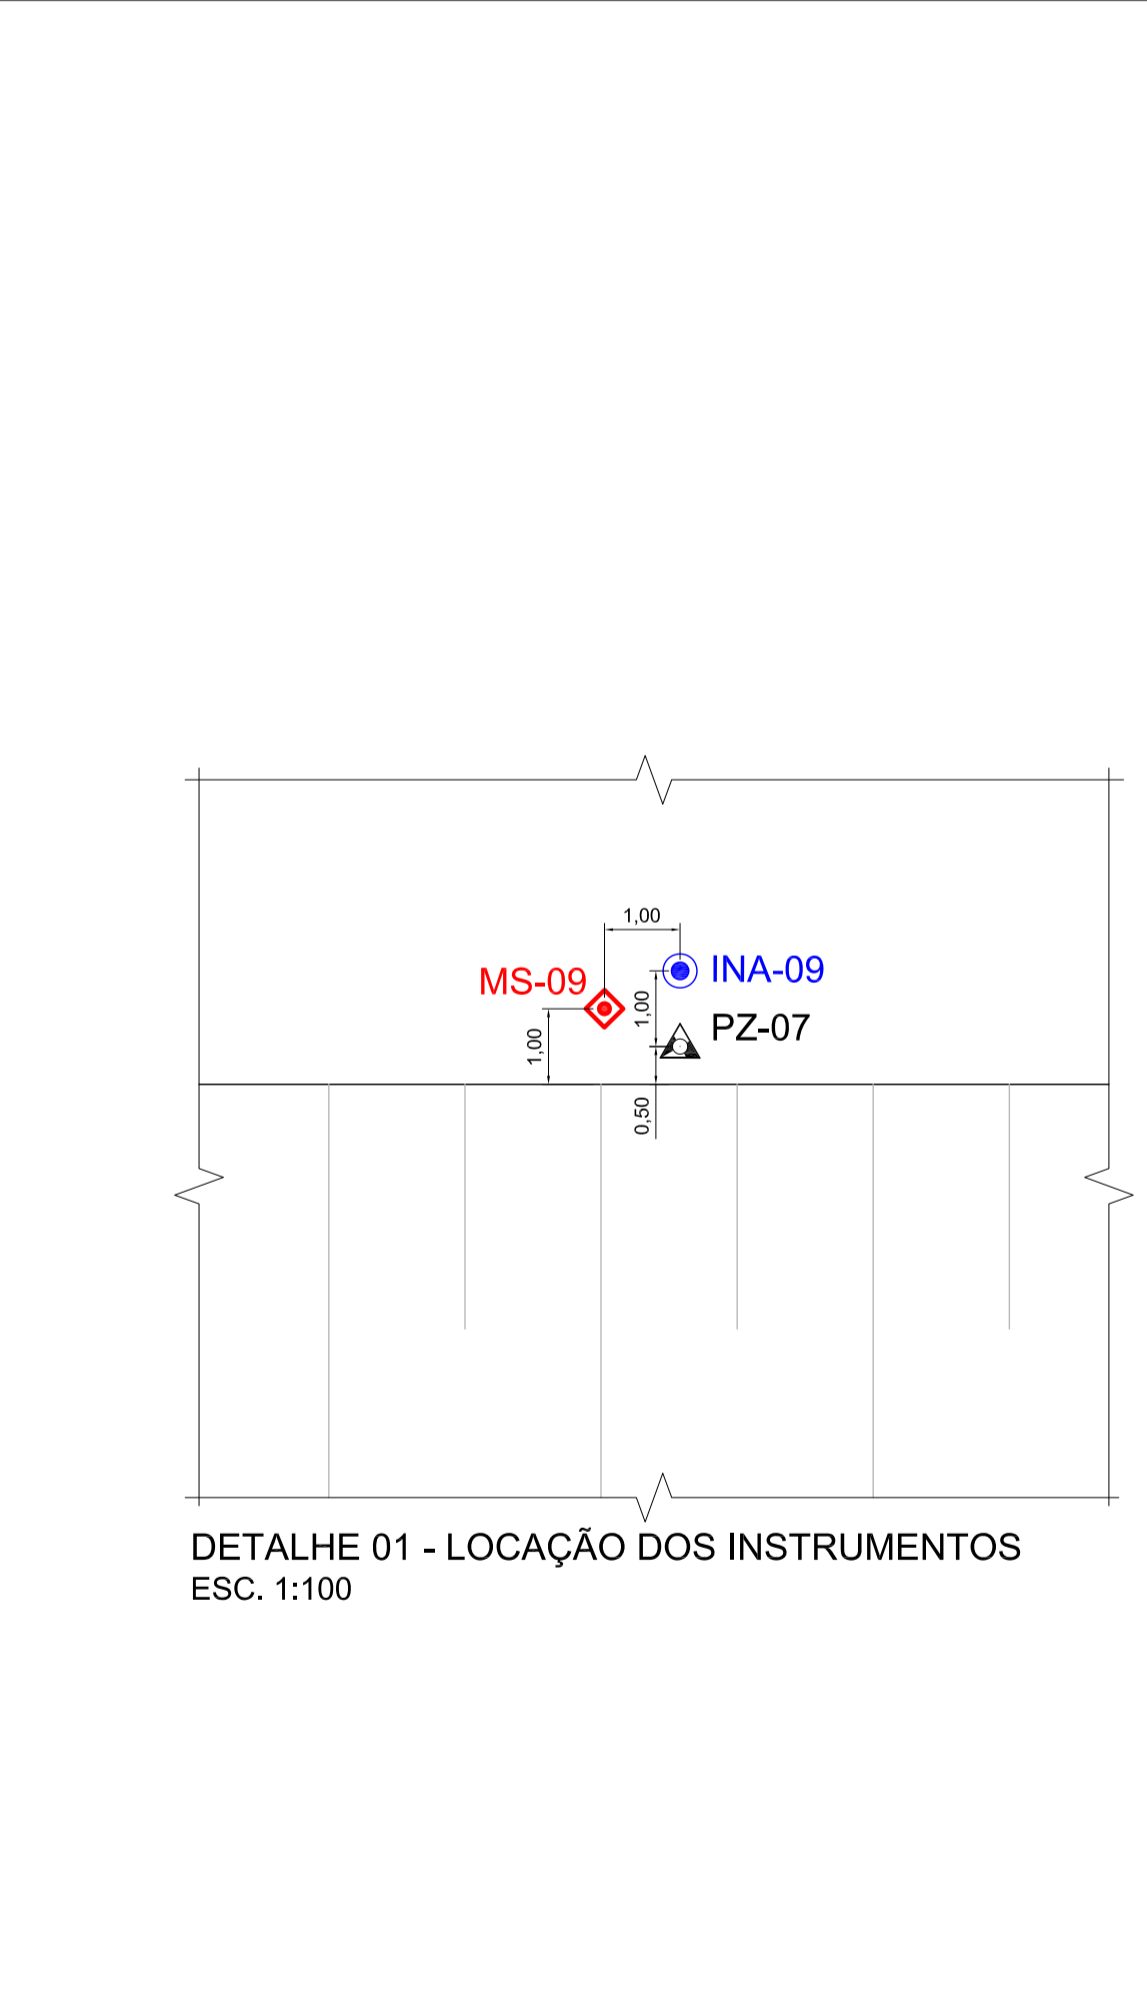 1,00
INA-09
MS-09
1,00
PZ-07
1,00
0,50
DETALHE 01 - LOCAÇÃO DOS INSTRUMENTOS
ESC. 1:100